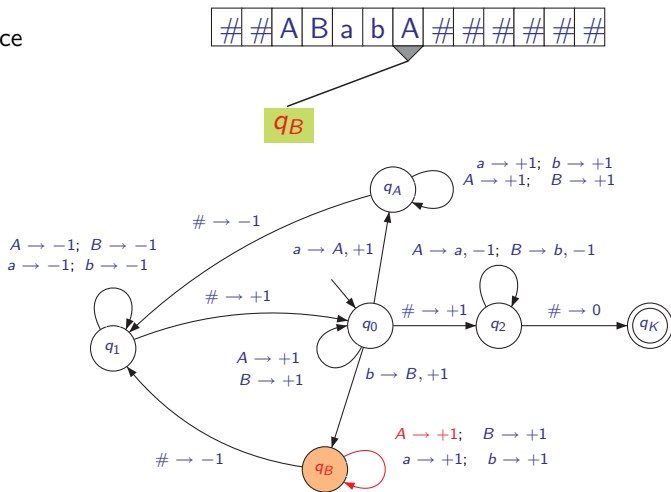 ce
# # A B a b A # # # # # #
q_B
a → +1; b → +1
A → +1; B → +1
q_A
# → −1
A → −1; B → −1
a → −1; b → −1
a → A, +1
A → a, −1; B → b, −1
# → +1
# → +1
# → 0
q_1
q_0
q_2
q_K
A → +1
B → +1
b → B, +1
A → +1; B → +1
a → +1; b → +1
# → −1
q_B